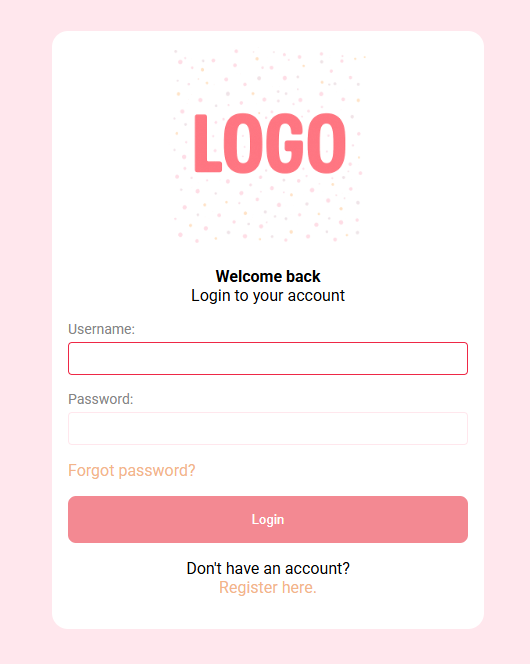 LOGO
Welcome back
Login to your account
Username:
Password:
Forgot password?
Login
Don't have an account?
Register here.